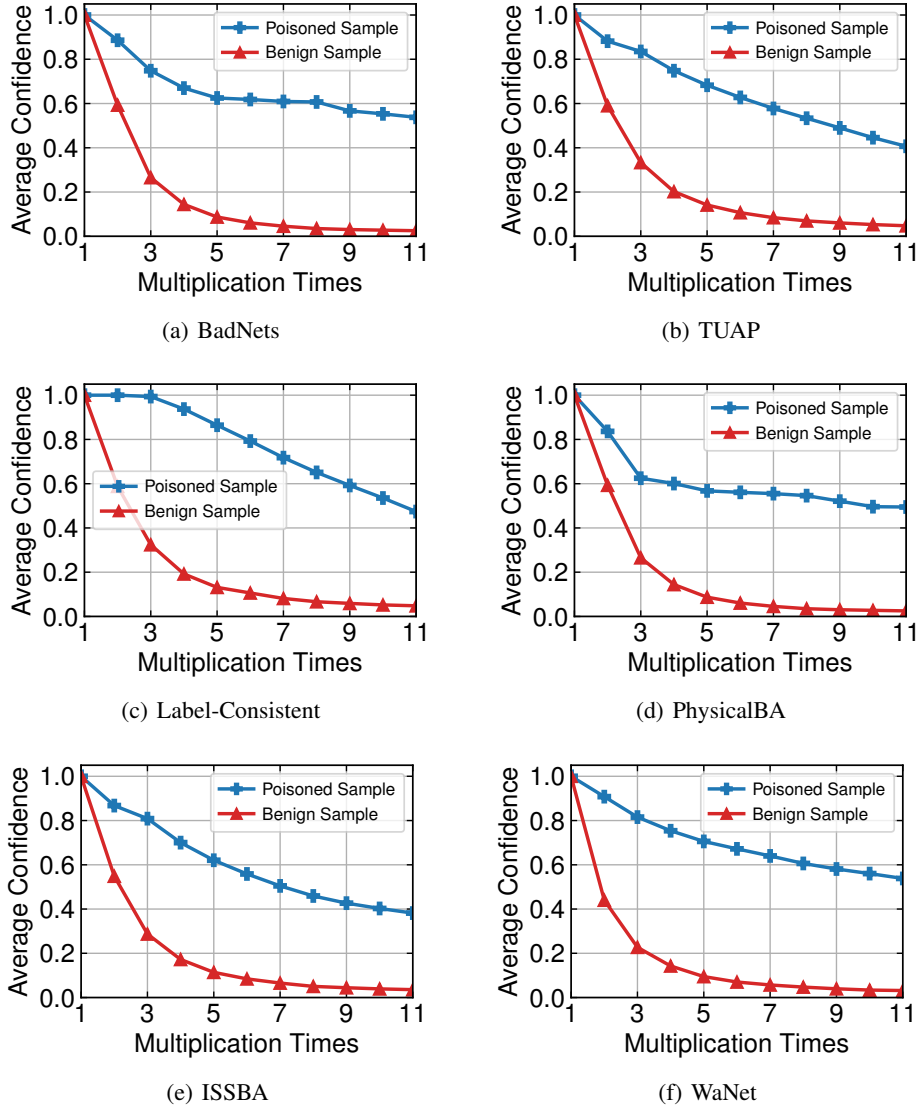 Average Confidence
1.0
0.8
0.6
0.4
0.2
0.0
Poisoned Sample
Benign Sample
1 3 5 7 9 11
Multiplication Times
(a) BadNets
Average Confidence
1.0
0.8
0.6
0.4
0.2
0.0
Poisoned Sample
Benign Sample
1 3 5 7 9 11
Multiplication Times
(b) TUAP
Average Confidence
1.0
0.8
0.6
0.4
0.2
0.0
Poisoned Sample
Benign Sample
1 3 5 7 9 11
Multiplication Times
(c) Label-Consistent
Average Confidence
1.0
0.8
0.6
0.4
0.2
0.0
Poisoned Sample
Benign Sample
1 3 5 7 9 11
Multiplication Times
(d) PhysicalBA
Average Confidence
1.0
0.8
0.6
0.4
0.2
0.0
Poisoned Sample
Benign Sample
1 3 5 7 9 11
Multiplication Times
(e) ISSBA
Average Confidence
1.0
0.8
0.6
0.4
0.2
0.0
Poisoned Sample
Benign Sample
1 3 5 7 9 11
Multiplication Times
(f) WaNet